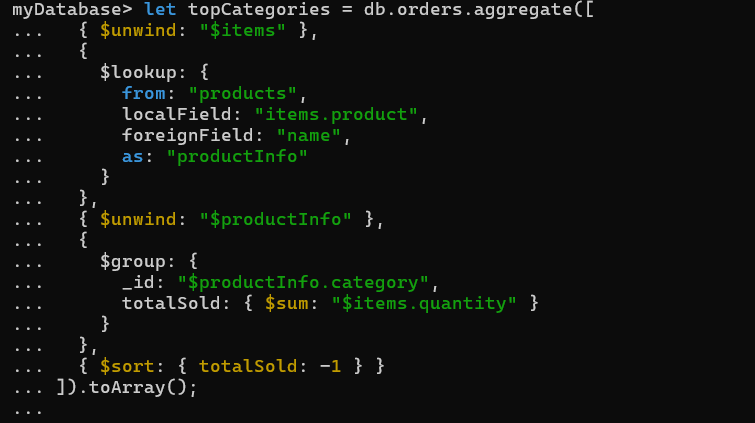 myDatabase> let topCategories = db.orders.aggregate([
...   { $unwind: "$items" },
...   {
...     $lookup: {
...       from: "products",
...       localField: "items.product",
...       foreignField: "name",
...       as: "productInfo"
...     }
...   },
...   { $unwind: "$productInfo" },
...   {
...     $group: {
...       _id: "$productInfo.category",
...       totalSold: { $sum: "$items.quantity" }
...     }
...   },
...   { $sort: { totalSold: -1 } }
... ]).toArray();
...